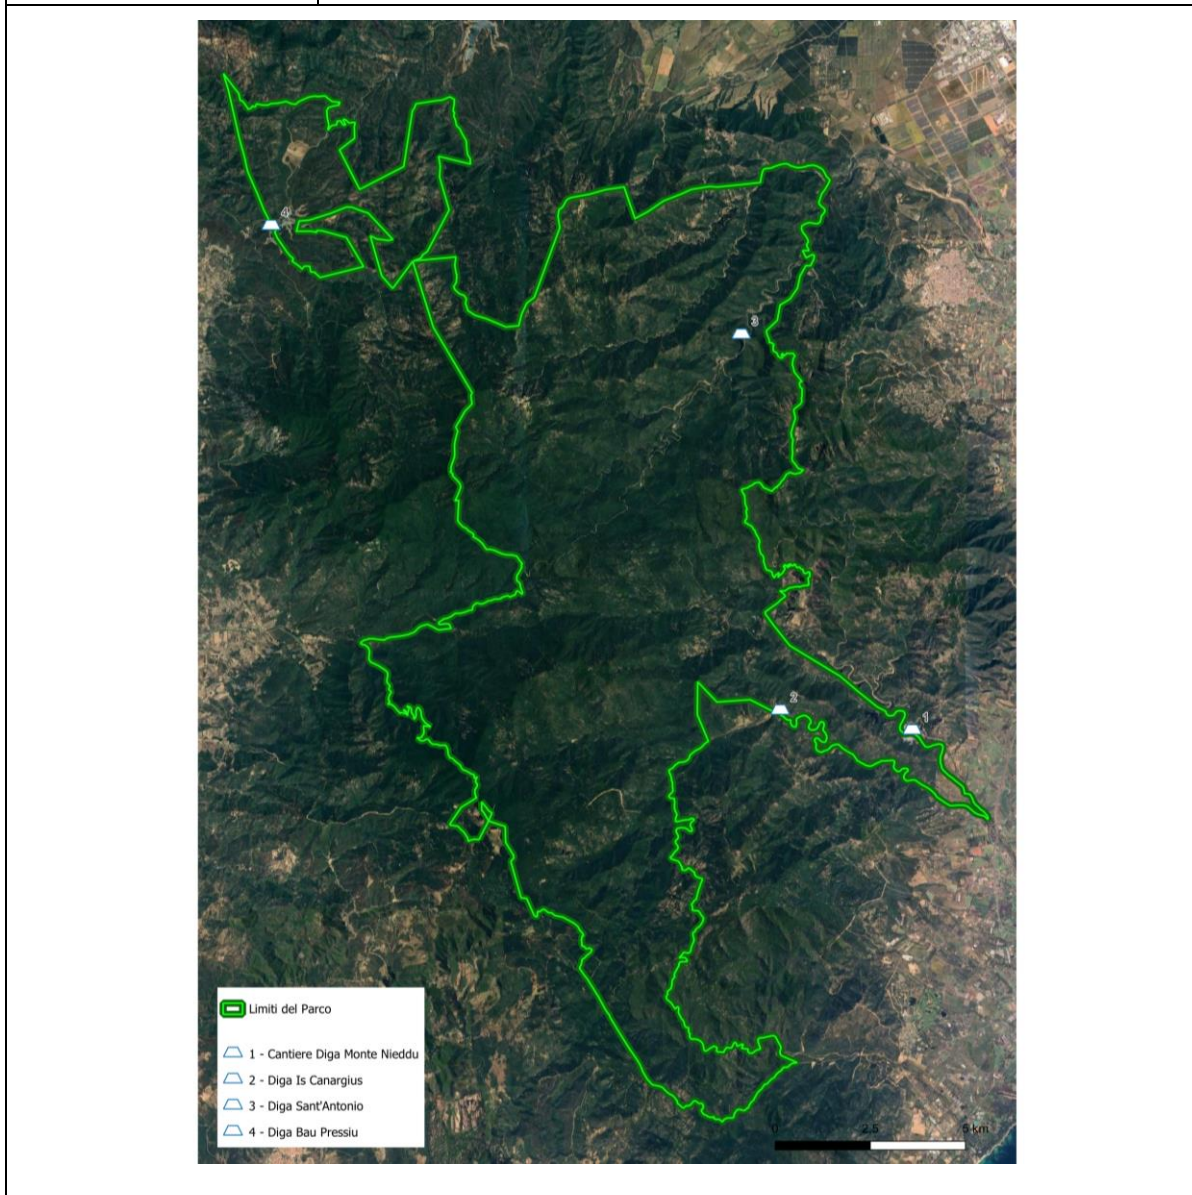 4
3
2
1
Limiti del Parco
1 - Cantiere Diga Monte Nieddu
2 - Diga Is Canargius
3 - Diga Sant'Antonio
4 - Diga Bau Pressiu
0 2,5 5 km